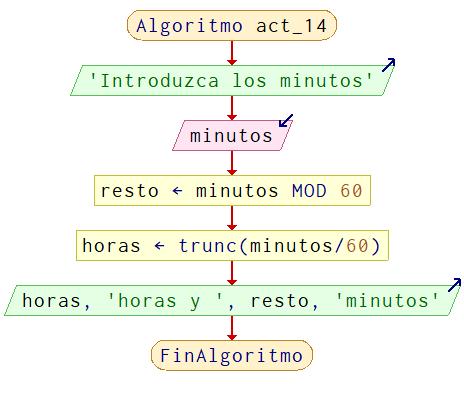 Algoritmo act_14
'Introduzca los minutos'
minutos
resto ← minutos MOD 60
horas ← trunc(minutos/60)
horas, 'horas y ', resto, 'minutos'
FinAlgoritmo